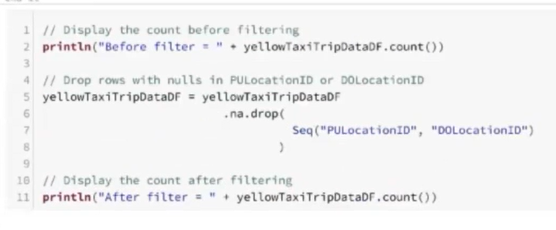 1 // Display the count before filtering
2 println("Before filter = " + yellowTaxiTripDataDF.count())
3
4 // Drop rows with nulls in PULocationID or DOLocationID
5 yellowTaxiTripDataDF = yellowTaxiTripDataDF
6 .na.drop(
7 Seq("PULocationID", "DOLocationID")
8 )
9
10 // Display the count after filtering
11 println("After filter = " + yellowTaxiTripDataDF.count())